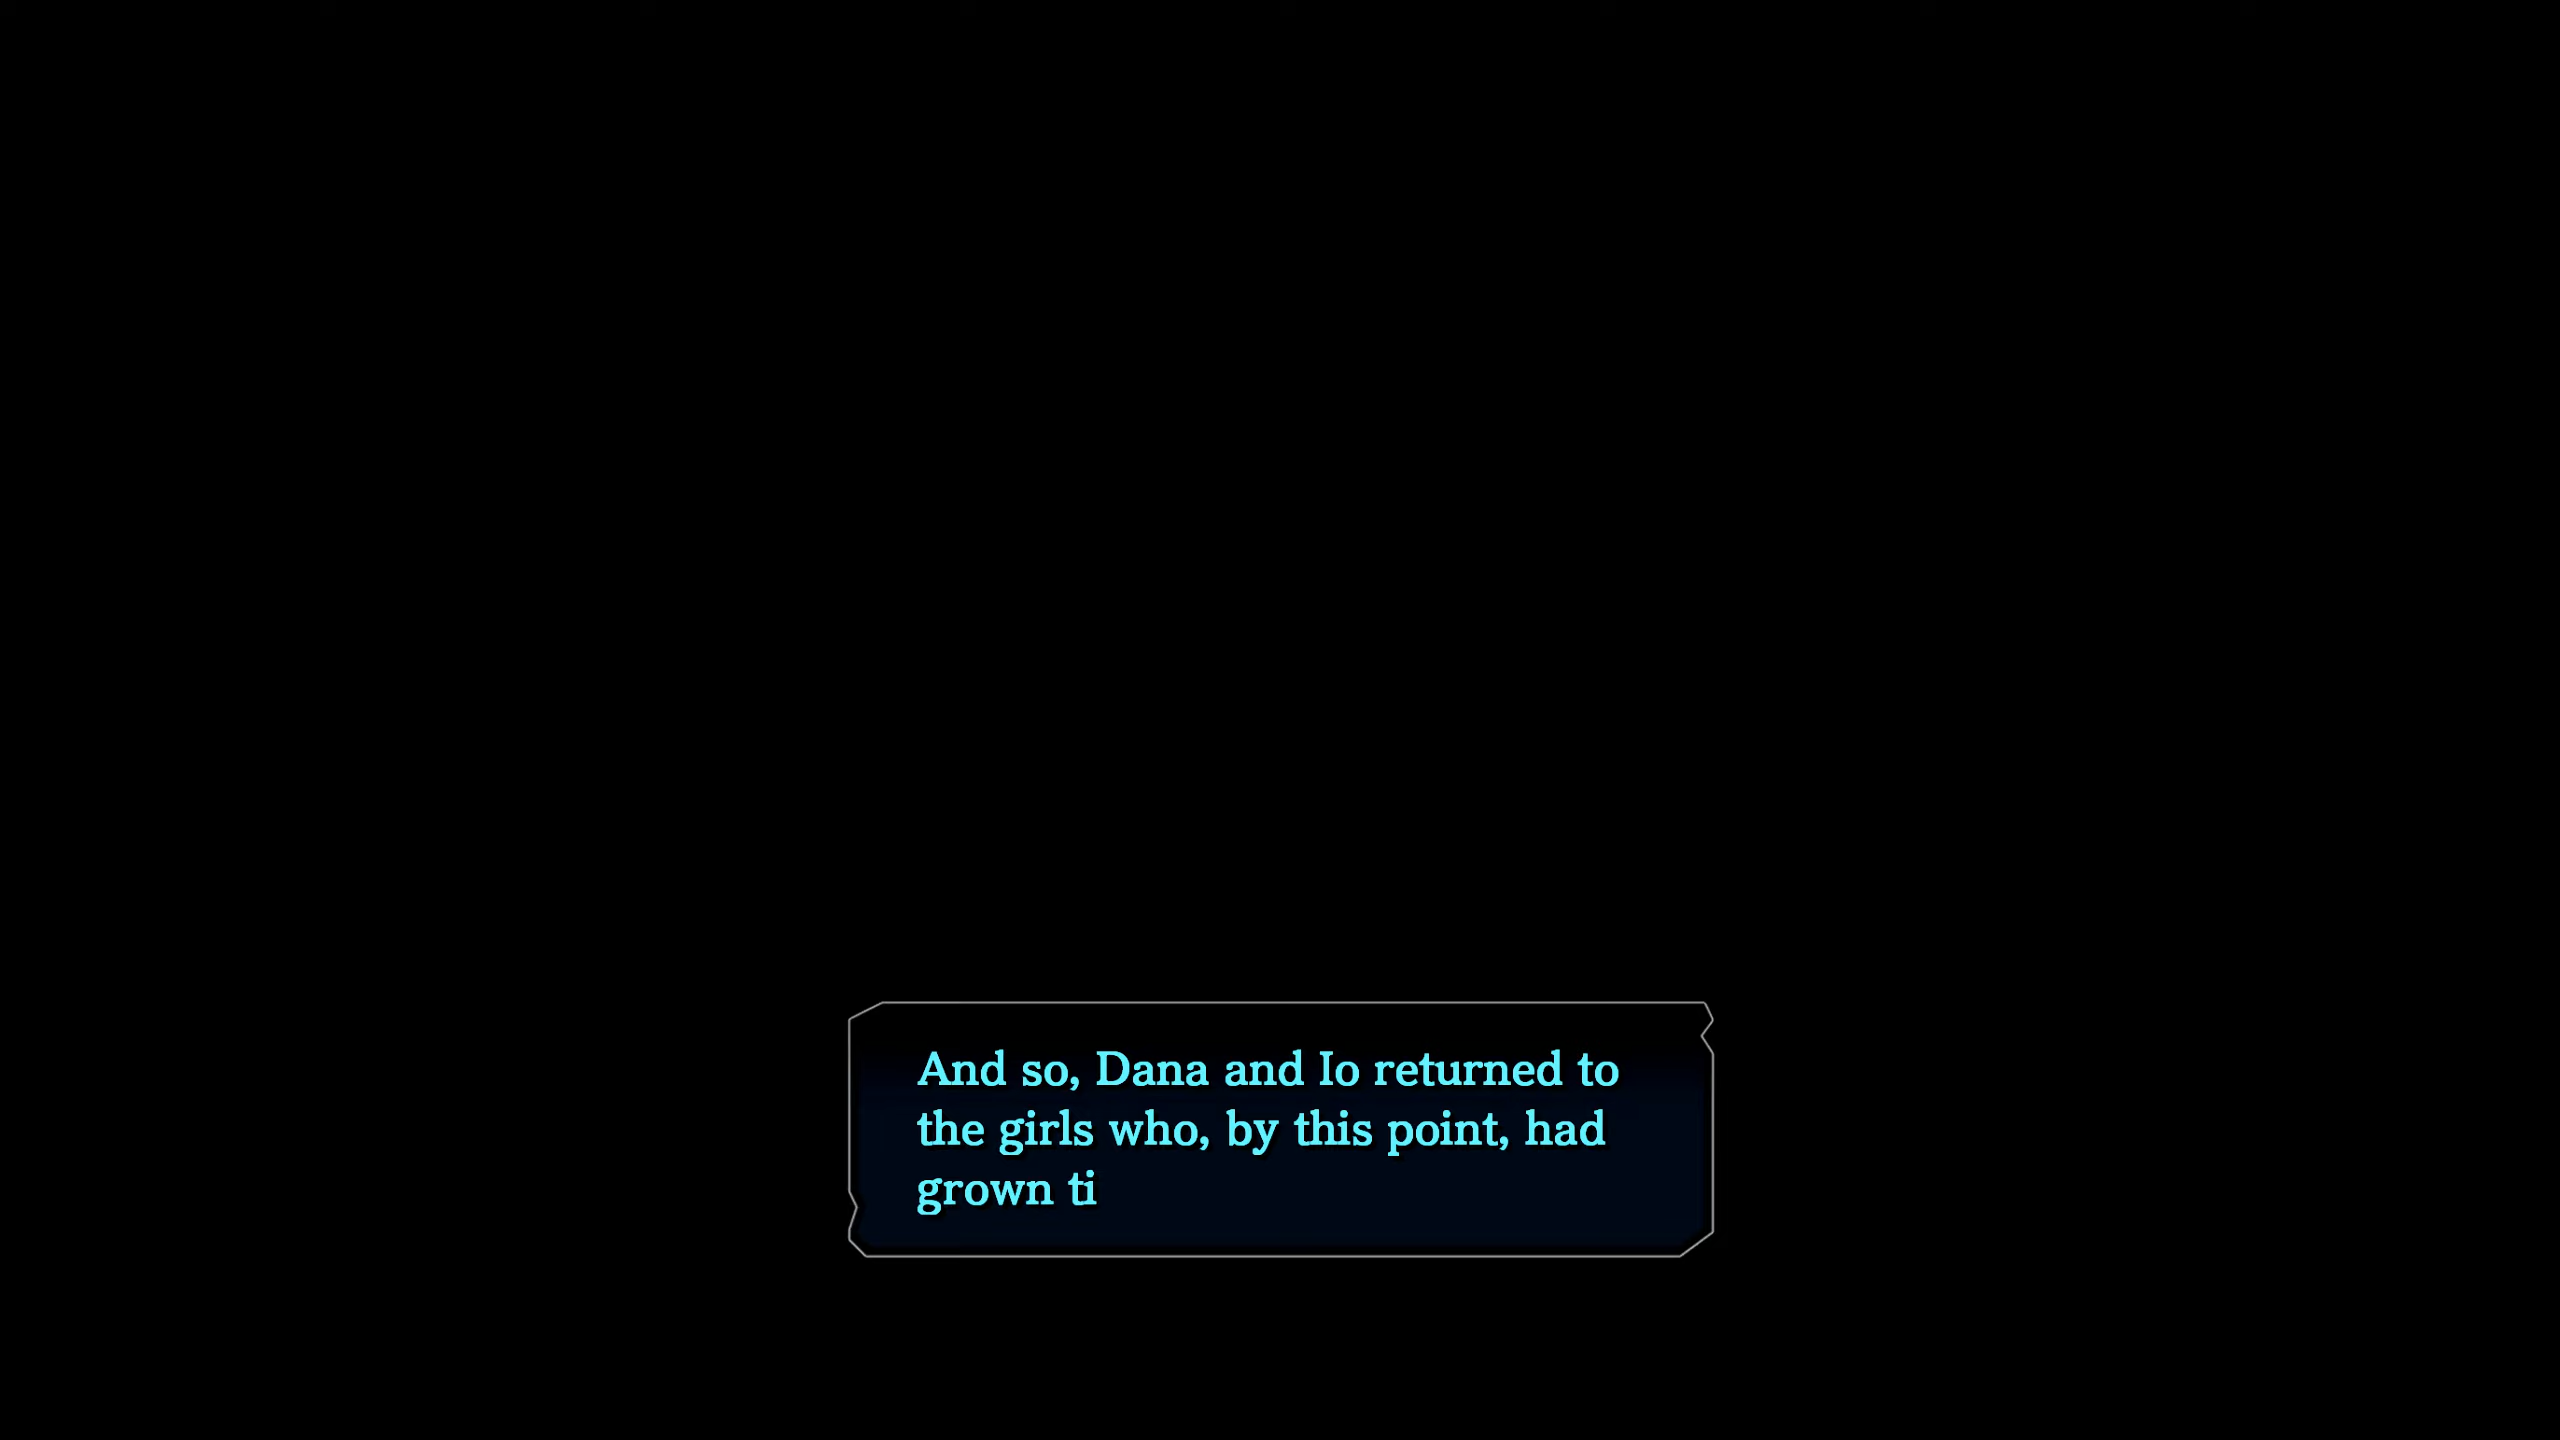 And so, Dana and Io returned to
the girls who, by this point, had
grown ti